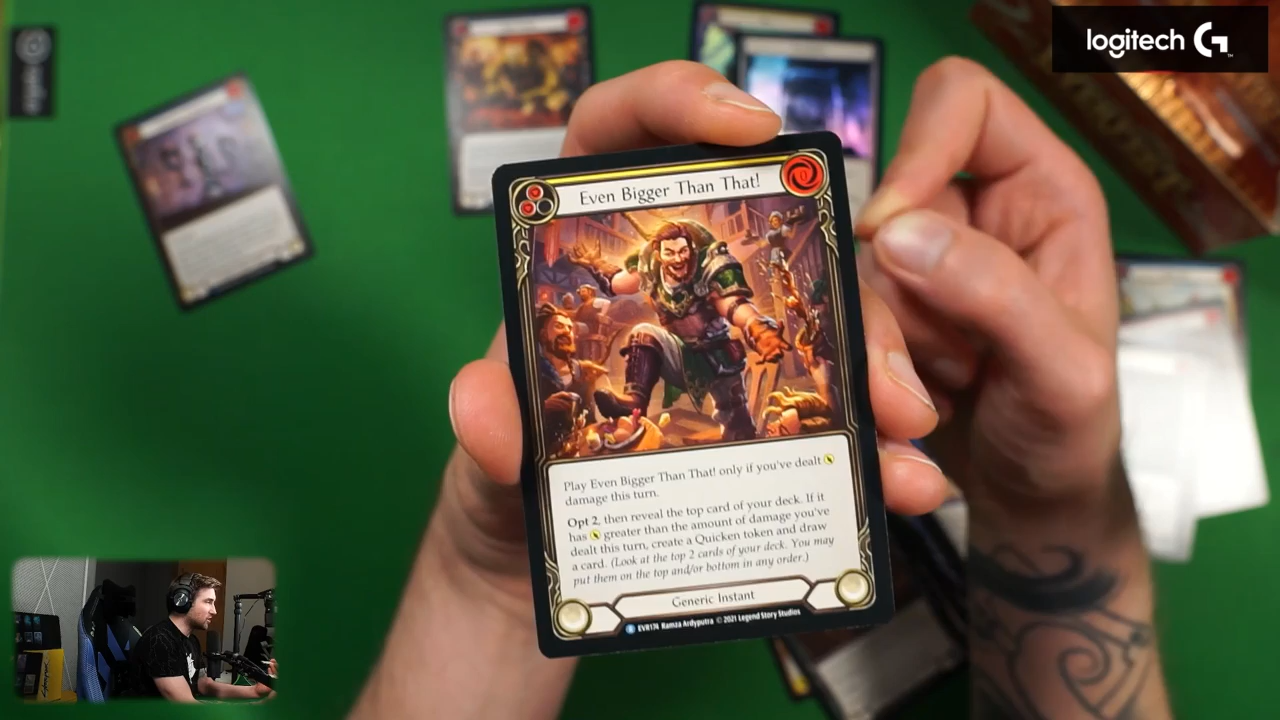 logitech G
Even Bigger Than That!
0
Play Even Bigger Than That! only if you've dealt
damage this turn.
Opt 2, then reveal the top card of your deck. If it
has greater than the amount of damage you've
dealt this turn, create a Quicken token and draw
a card. (Look at the top 2 cards of your deck. You may
put them on the top and/or bottom in any order.)
Generic Instant
R EVR174 Ramza Ardyputra © 2021 Legend Story Studios